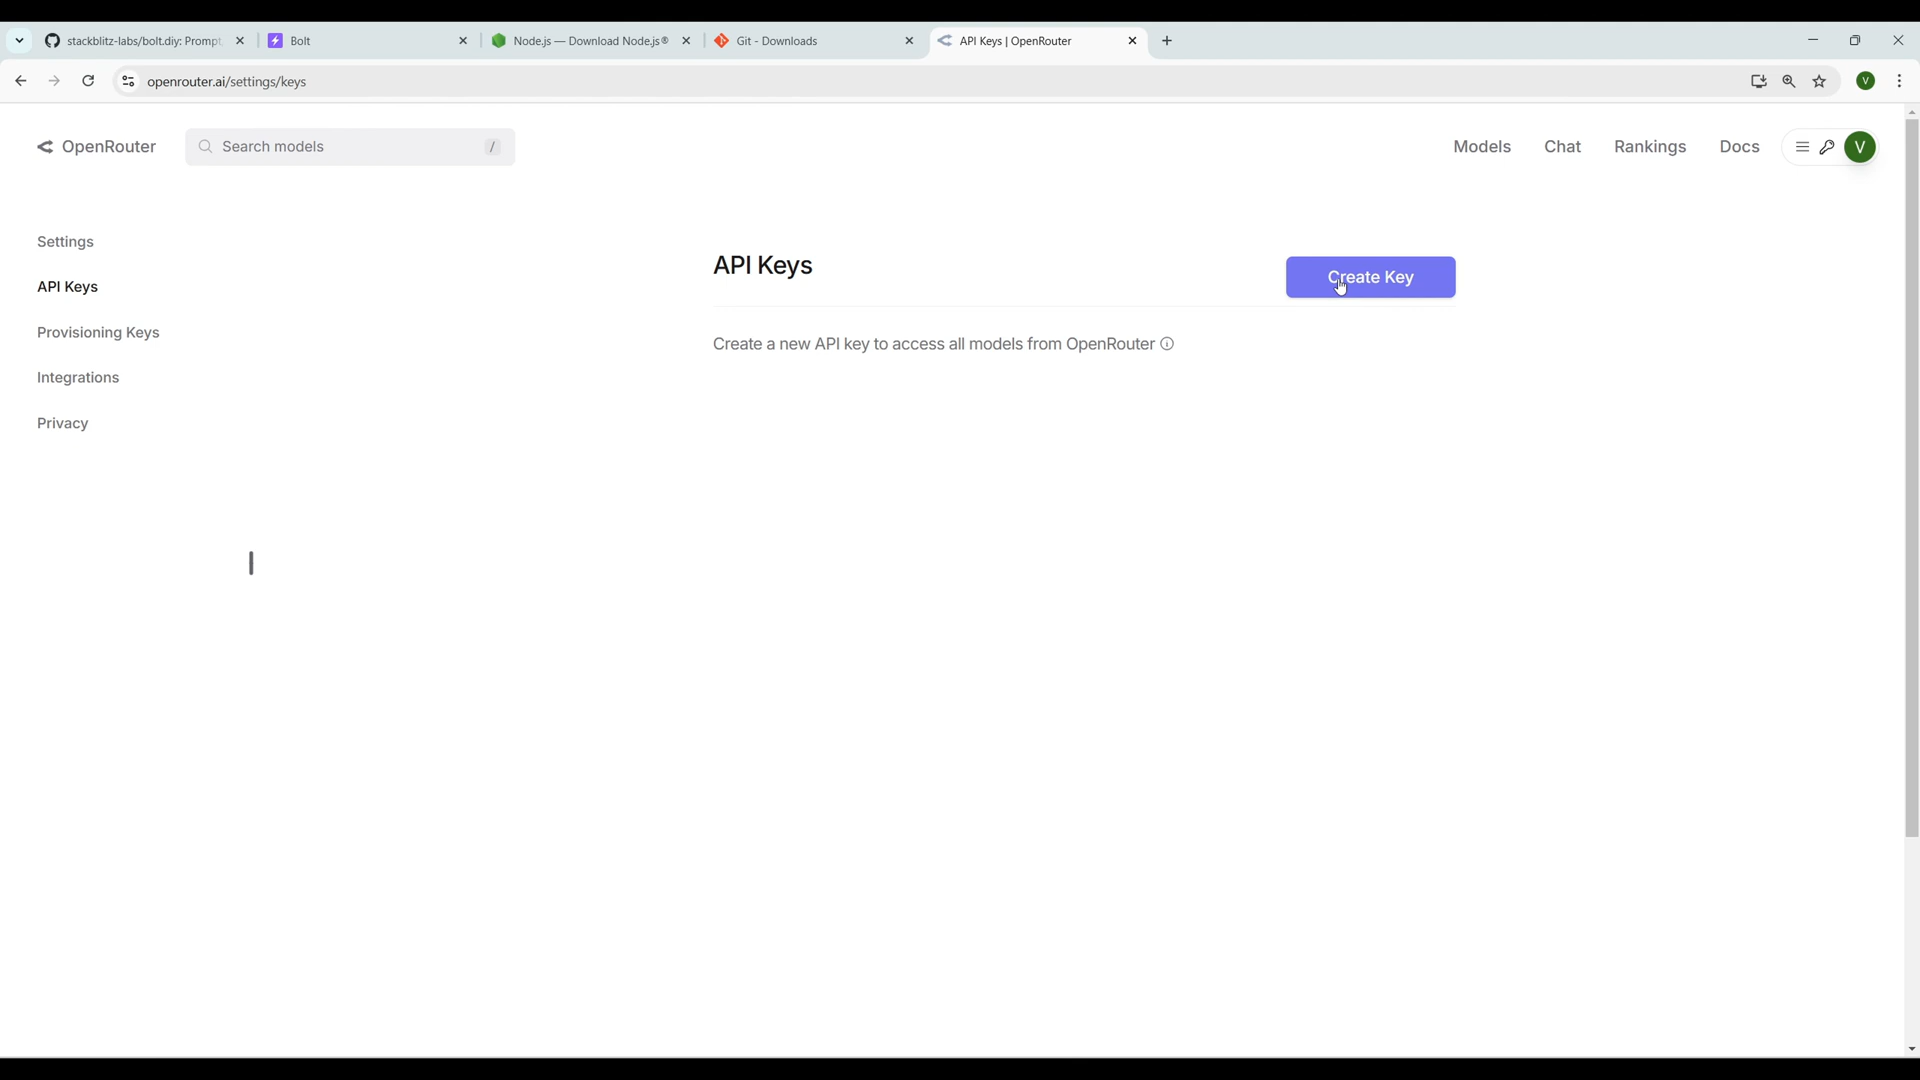 stackblitz-labs/bolt.diy: Prompt
Bolt
Node.js — Download Node.js®
Git - Downloads
API Keys | OpenRouter
openrouter.ai/settings/keys
V
OpenRouter
Search models
/
Models
Chat
Rankings
Docs
V
Settings
API Keys
Provisioning Keys
Integrations
Privacy
API Keys
Create Key
Create a new API key to access all models from OpenRouter